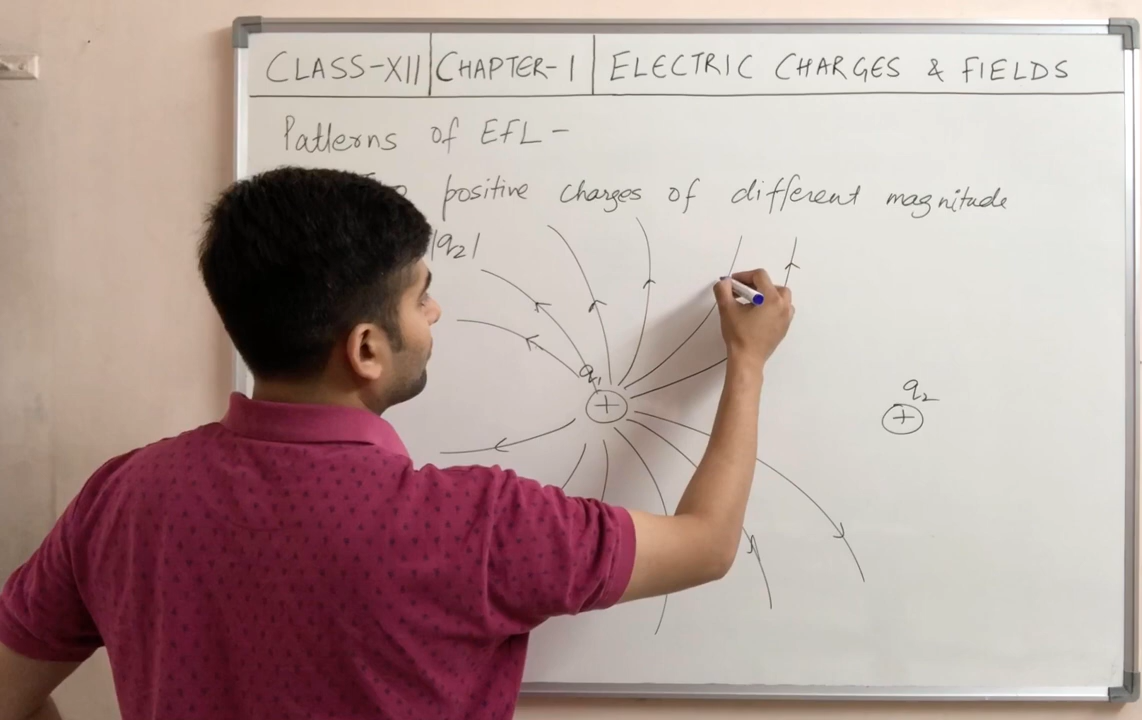 CLASS-XII CHAPTER-1 ELECTRIC CHARGES & FIELDS
Patterns of EFL -
positive charges of different magnitude
|q2|
q1
+
q2
+